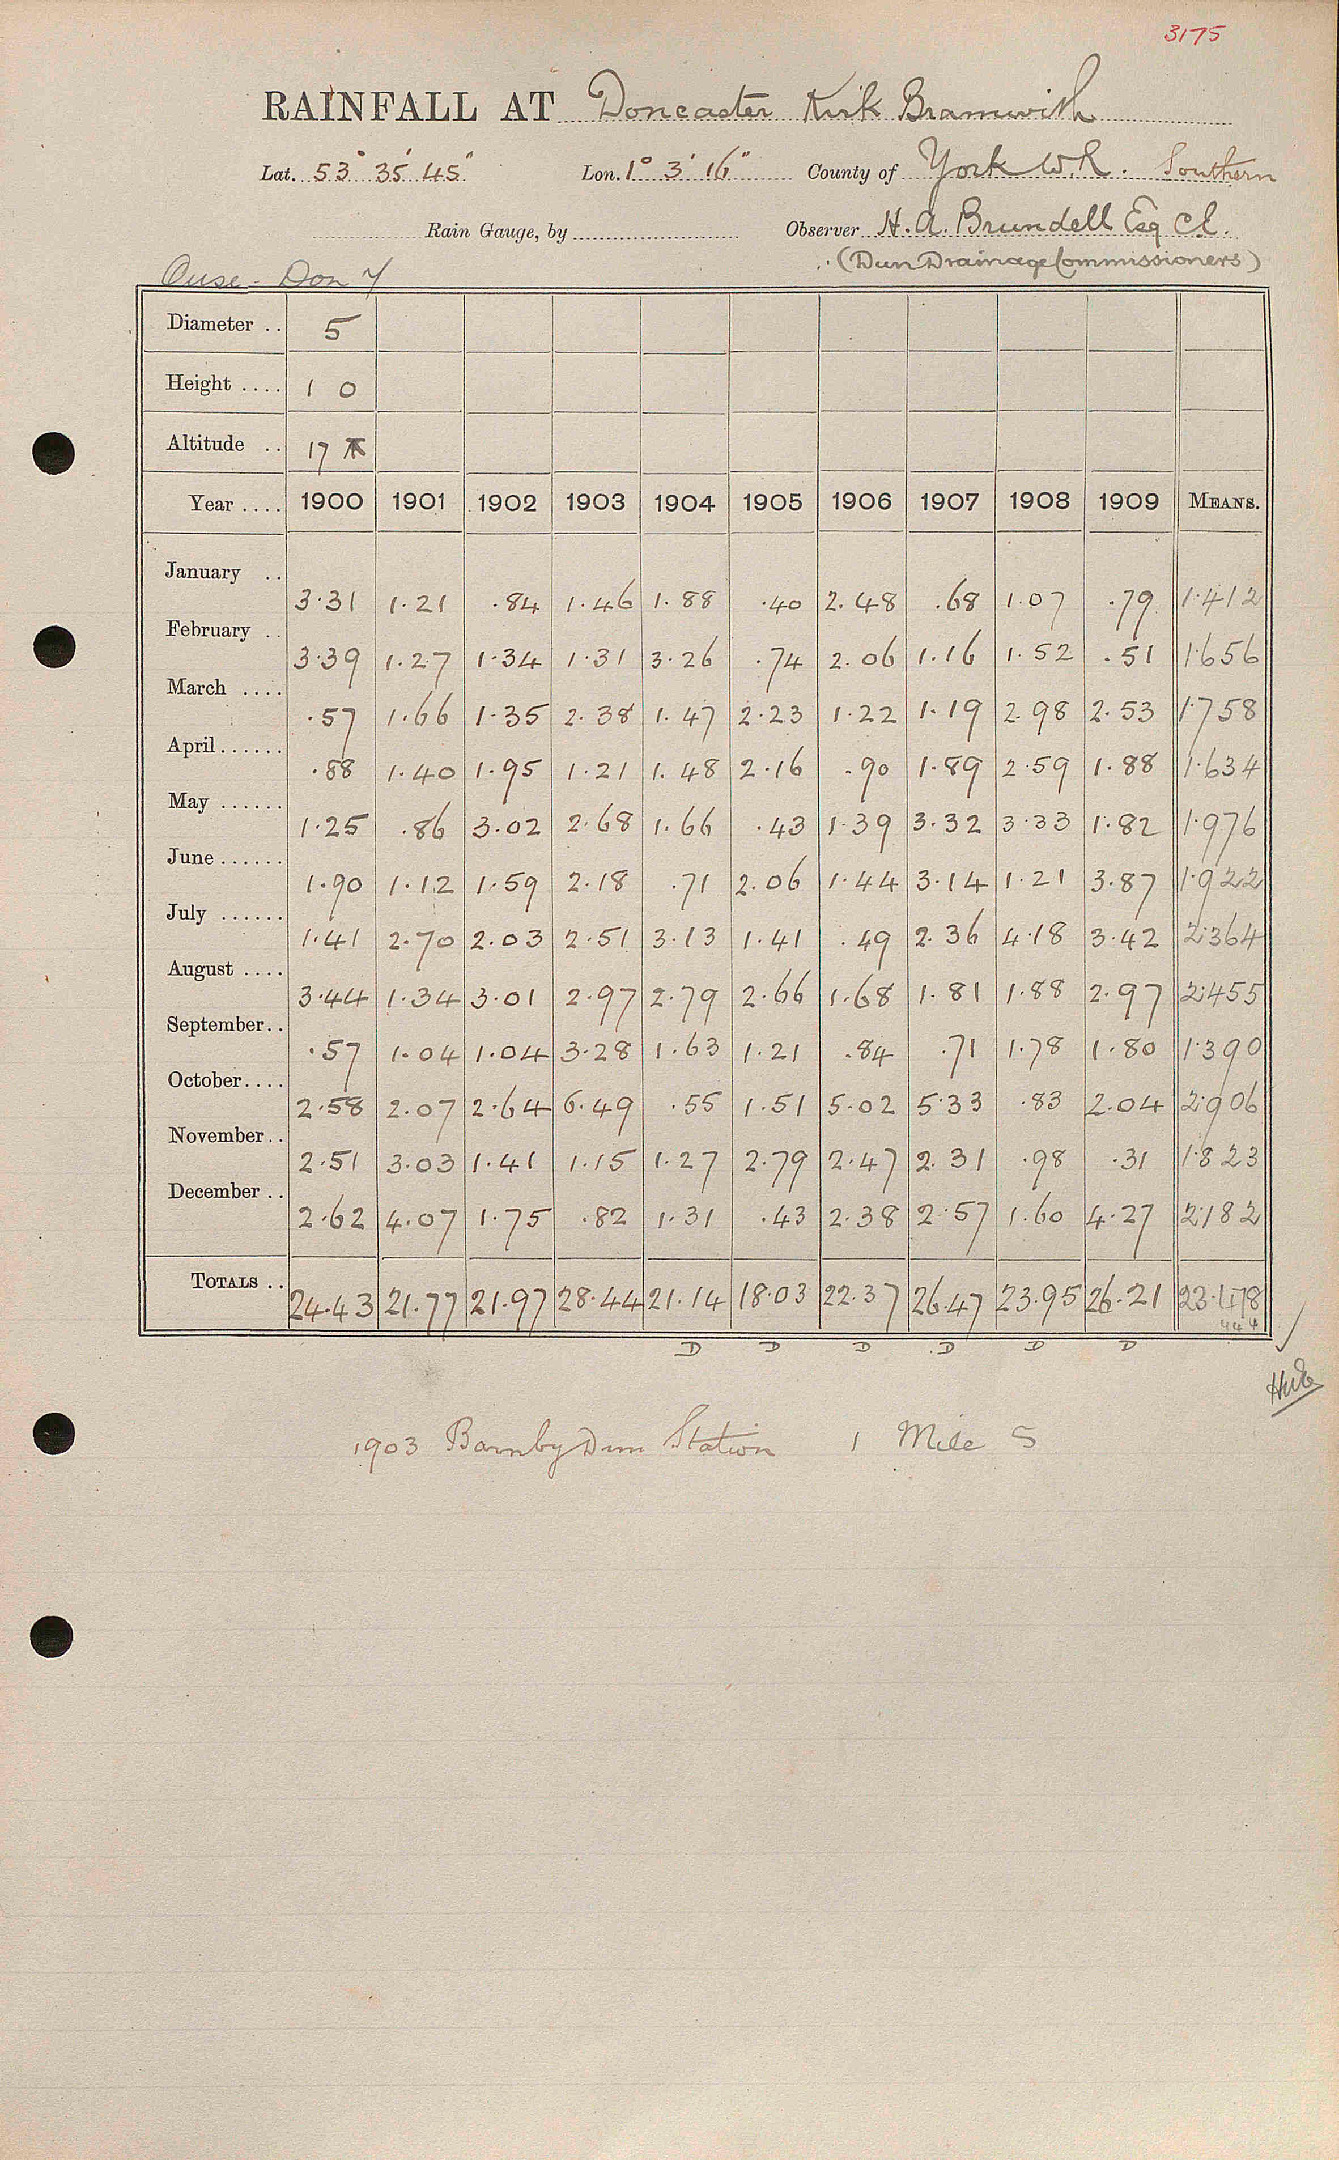 3175
RAINFALL AT Doncaster Kirk Bramwith
Lat. 53° 35' 45" Lon. 1° 3' 16" County of York W.R. Southern
Rain Gauge, by Observer H. A. Brundell Esq C.E.
(Dun Drainage Commissioners)
Ouse - Don
Diameter .. 5
Height .... 1 0
Altitude .. 17
Year .... 1900 1901 1902 1903 1904 1905 1906 1907 1908 1909 MEANS.
January .. 3.31 1.21 .84 1.46 1.88 .40 2.48 .68 1.07 .79 1.412
February .. 3.39 1.27 1.34 1.31 3.26 .74 2.06 1.16 1.52 .51 1.656
March .... .57 1.66 1.35 2.38 1.47 2.23 1.22 1.19 2.98 2.53 1.758
April ...... .88 1.40 1.95 1.21 1.48 2.16 .90 1.89 2.59 1.88 1.634
May ...... 1.25 .86 3.02 2.68 1.66 .43 1.39 3.32 3.33 1.82 1.976
June ...... 1.90 1.12 1.59 2.18 .71 2.06 1.44 3.14 1.21 3.87 1.922
July ...... 1.41 2.70 2.03 2.51 3.13 1.41 .49 2.36 4.18 3.42 2.364
August .... 3.44 1.34 3.01 2.97 2.79 2.66 1.68 1.81 1.88 2.97 2.455
September .. .57 1.04 1.04 3.28 1.63 1.21 .84 .71 1.78 1.80 1.390
October .... 2.58 2.07 2.64 6.49 .55 1.51 5.02 5.33 .83 2.04 2.906
November .. 2.51 3.03 1.41 1.15 1.27 2.79 2.47 2.31 .98 .31 1.823
December .. 2.62 4.07 1.75 .82 1.31 .43 2.38 2.57 1.60 4.27 2.182
TOTALS .. 24.43 21.77 21.97 28.44 21.14 18.03 22.37 26.47 23.95 26.21 23.478
D D D D D D
1903 Barnby Dun Station 1 Mile S